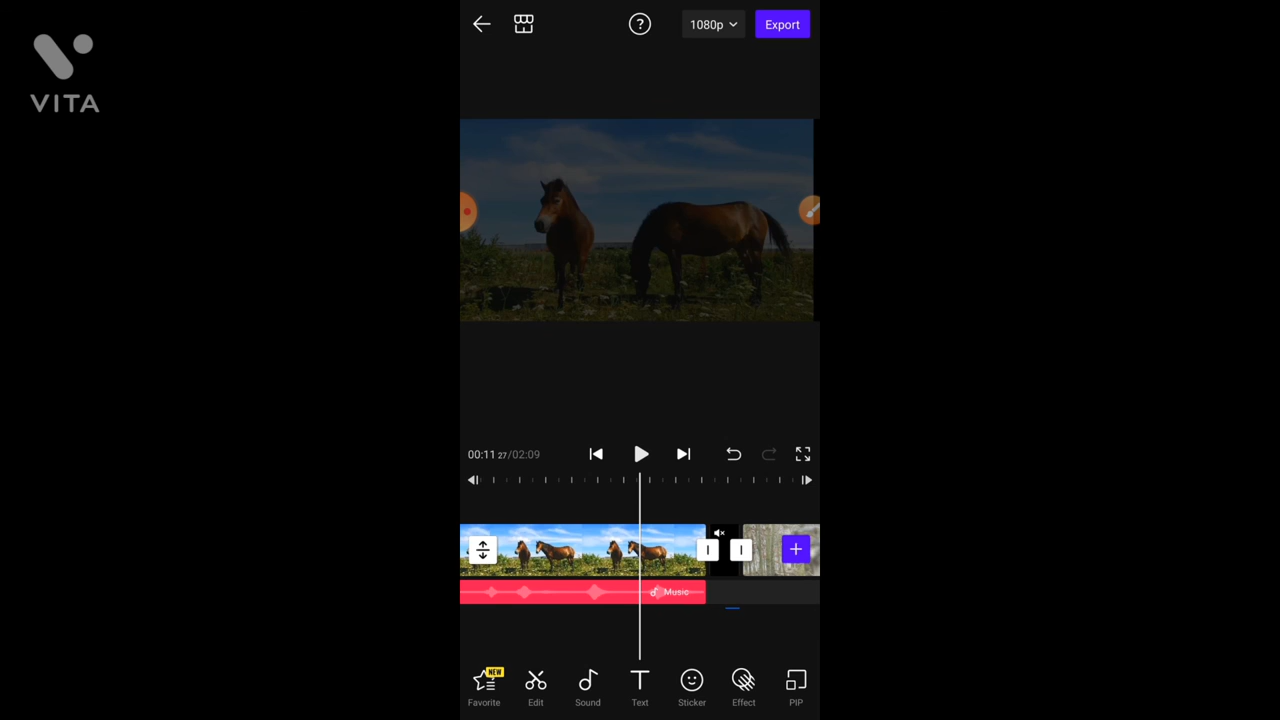 VITA
1080p
Export
00:11 27/02:09
Music
NEW
Favorite
Edit
Sound
Text
Sticker
Effect
PIP